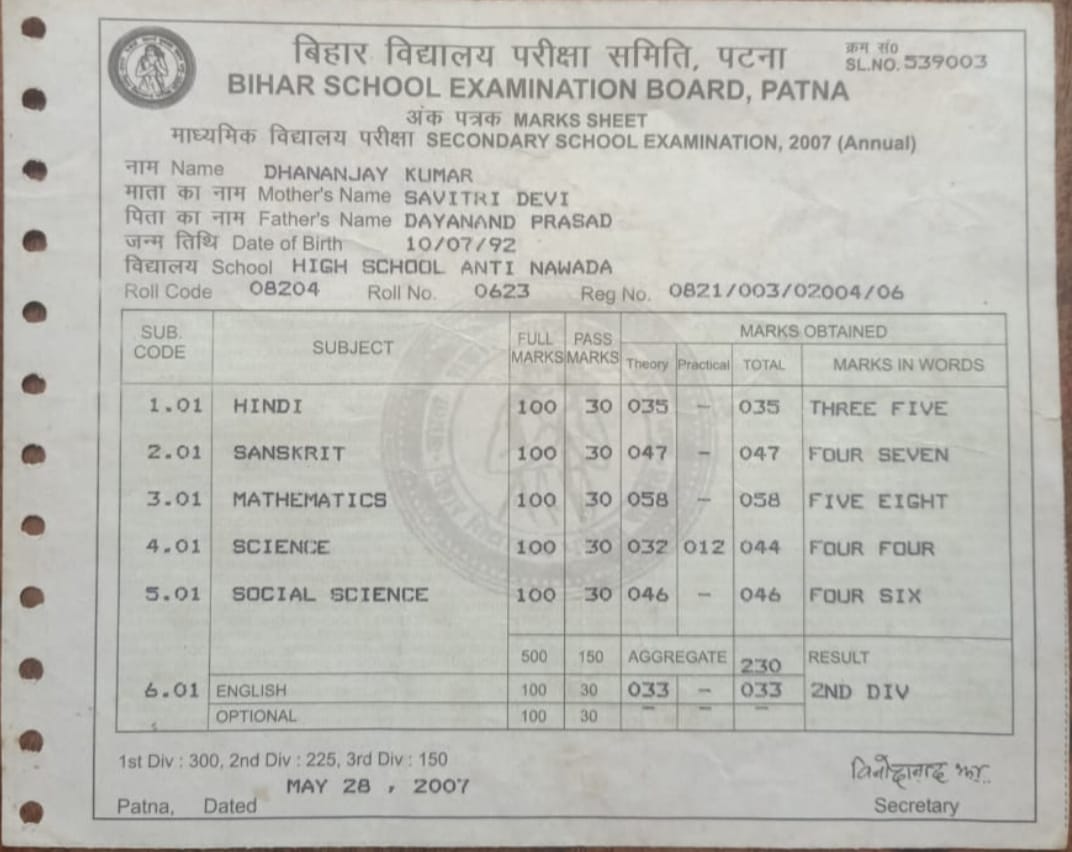 बिहार विद्यालय परीक्षा समिति, पटना
क्रम सं० SL.NO. 539003
BIHAR SCHOOL EXAMINATION BOARD, PATNA
अंक पत्रक MARKS SHEET
माध्यमिक विद्यालय परीक्षा SECONDARY SCHOOL EXAMINATION, 2007 (Annual)
नाम Name DHANANJAY KUMAR
माता का नाम Mother's Name SAVITRI DEVI
पिता का नाम Father's Name DAYANAND PRASAD
जन्म तिथि Date of Birth 10/07/92
विद्यालय School HIGH SCHOOL ANTI NAWADA
Roll Code 08204 Roll No. 0623 Reg No. 0821/003/02004/06
SUB. CODE SUBJECT FULL MARKS PASS MARKS MARKS OBTAINED
Theory Practical TOTAL MARKS IN WORDS
1.01 HINDI 100 30 035 - 035 THREE FIVE
2.01 SANSKRIT 100 30 047 - 047 FOUR SEVEN
3.01 MATHEMATICS 100 30 058 - 058 FIVE EIGHT
4.01 SCIENCE 100 30 032 012 044 FOUR FOUR
5.01 SOCIAL SCIENCE 100 30 046 - 046 FOUR SIX
500 150 AGGREGATE 230 RESULT
6.01 ENGLISH 100 30 033 - 033 2ND DIV
OPTIONAL 100 30 - - -
1st Div : 300, 2nd Div : 225, 3rd Div : 150
MAY 28 , 2007
Patna, Dated
विनोदानन्द झा
Secretary